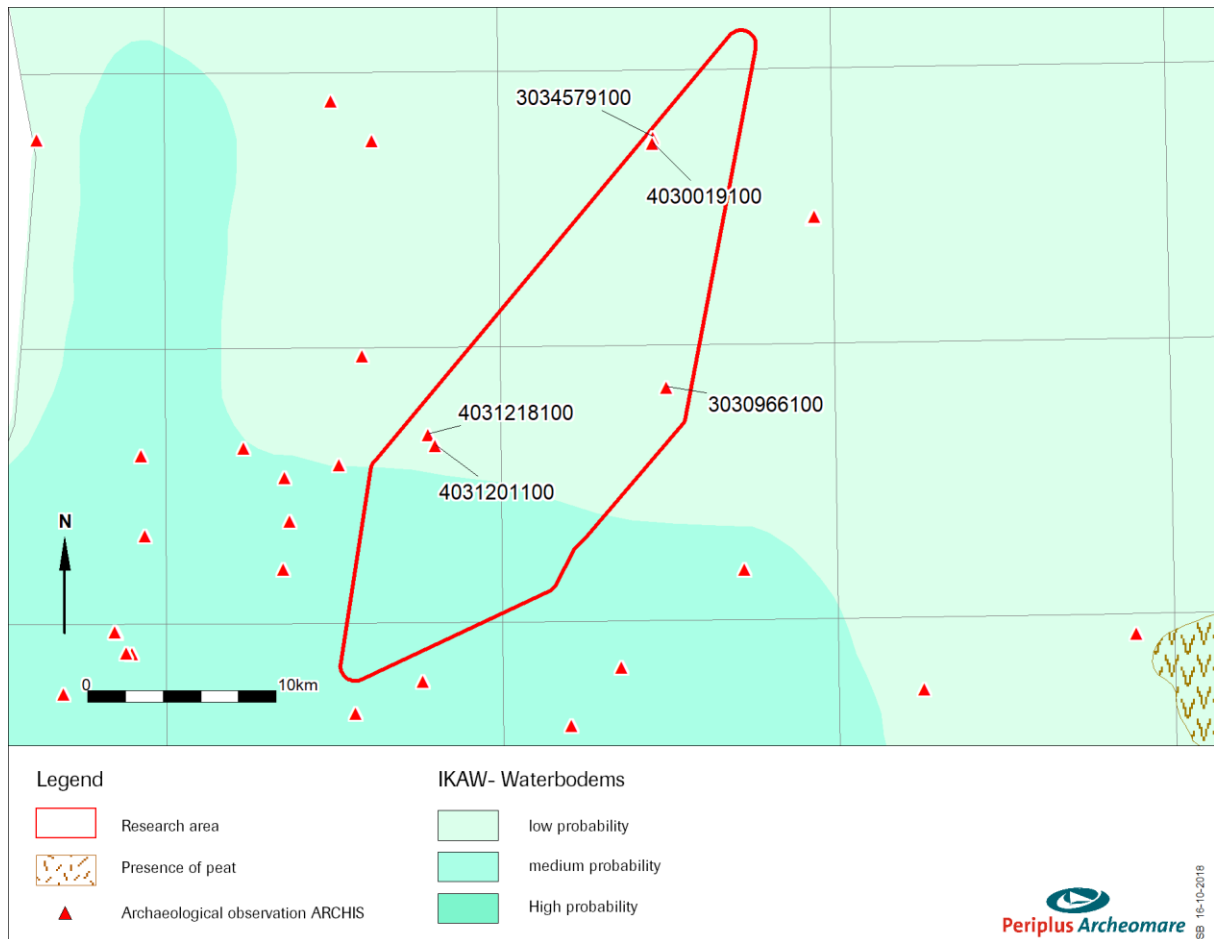 3034579100
4030019100
3030966100
4031218100
4031201100
N
0 10km
Legend
Research area
Presence of peat
Archaeological observation ARCHIS
IKAW- Waterbodems
low probability
medium probability
High probability
Periplus Archeomare
SB 16-10-2018